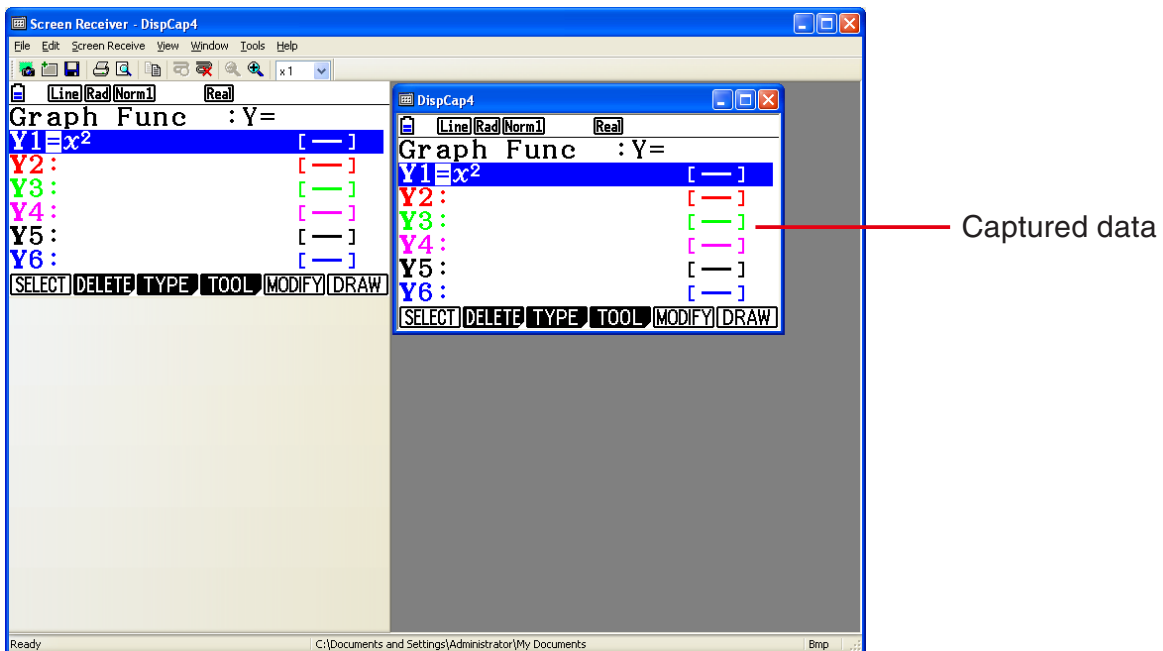 Screen Receiver - DispCap4
File Edit Screen Receive View Window Tools Help
x1
Line Rad Norm1 Real
Graph Func :Y=
Y1=x² [—]
Y2: [—]
Y3: [—]
Y4: [—]
Y5: [—]
Y6: [—]
SELECT DELETE TYPE TOOL MODIFY DRAW
DispCap4
Line Rad Norm1 Real
Graph Func :Y=
Y1=x² [—]
Y2: [—]
Y3: [—]
Y4: [—]
Y5: [—]
Y6: [—]
SELECT DELETE TYPE TOOL MODIFY DRAW
Captured data
Ready C:\Documents and Settings\Administrator\My Documents Bmp